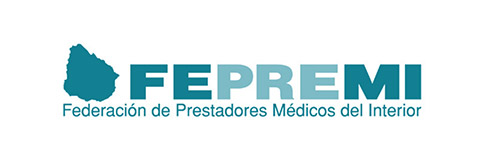 FEPREMI
Federación de Prestadores Médicos del Interior